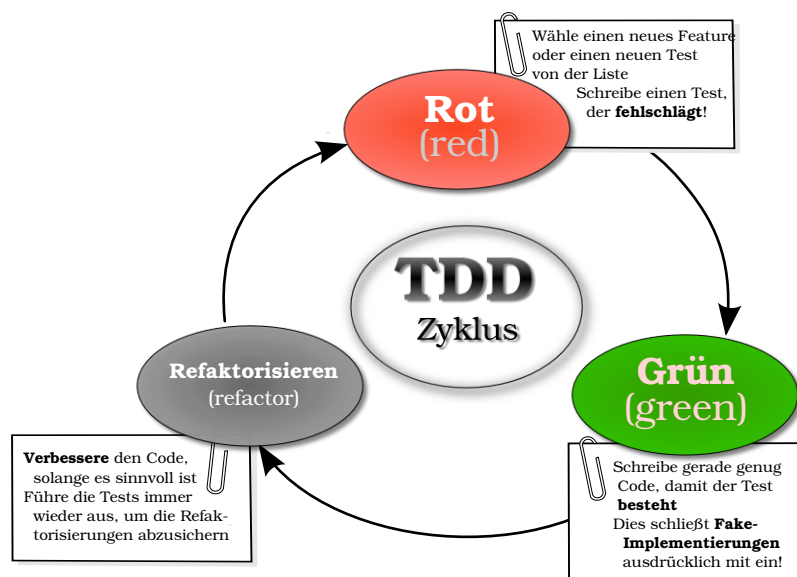 Wähle einen neues Feature
oder einen neuen Test
von der Liste
Schreibe einen Test,
der fehlschlägt!
Rot
(red)
TDD
Zyklus
Refaktorisieren
(refactor)
Grün
(green)
Verbessere den Code,
solange es sinnvoll ist
Führe die Tests immer
wieder aus, um die Refak-
torisierungen abzusichern
Schreibe gerade genug
Code, damit der Test
besteht
Dies schließt Fake-
Implementierungen
ausdrücklich mit ein!